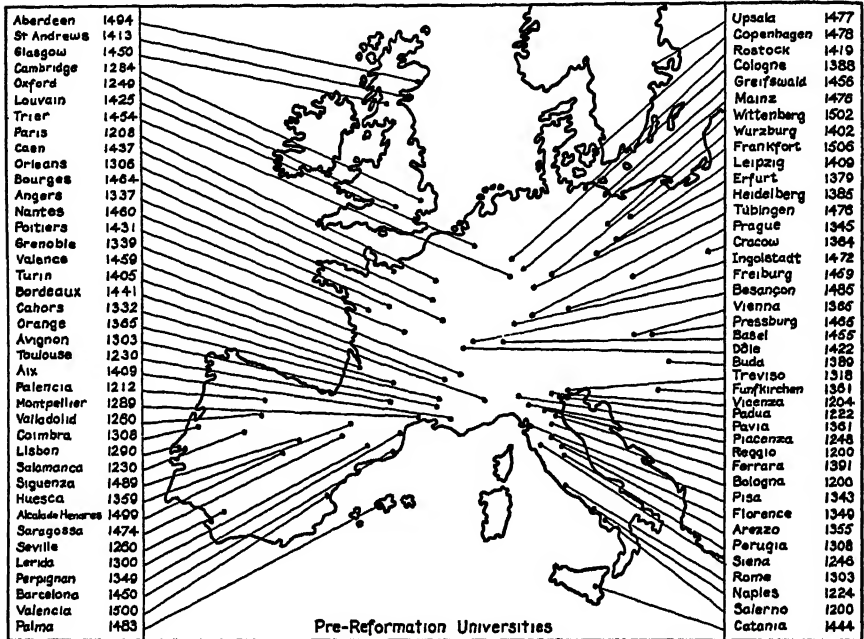 Aberdeen 1494
St Andrews 1413
Glasgow 1450
Cambridge 1284
Oxford 1249
Louvain 1425
Trier 1454
Paris 1208
Caen 1437
Orleans 1306
Bourges 1464
Angers 1337
Nantes 1460
Poitiers 1431
Grenoble 1339
Valence 1459
Turin 1405
Bordeaux 1441
Cahors 1332
Orange 1365
Avignon 1303
Toulouse 1230
Aix 1409
Palencia 1212
Montpellier 1289
Valladolid 1260
Coimbra 1308
Lisbon 1290
Salamanca 1230
Siguenza 1489
Huesca 1359
Alcala de Henares 1499
Saragossa 1474
Seville 1260
Lerida 1300
Perpignan 1349
Barcelona 1450
Valencia 1500
Palma 1483
Upsala 1477
Copenhagen 1478
Rostock 1419
Cologne 1388
Greifswald 1456
Mainz 1476
Wittenberg 1502
Wurzburg 1402
Frankfort 1506
Leipzig 1409
Erfurt 1379
Heidelberg 1385
Tübingen 1476
Prague 1345
Cracow 1364
Ingolstadt 1472
Freiburg 1459
Besançon 1485
Vienna 1365
Pressburg 1465
Basel 1455
Dôle 1422
Buda 1389
Treviso 1318
Funfkirchen 1361
Vicenza 1204
Padua 1222
Pavia 1361
Piacenza 1248
Reggio 1200
Ferrara 1391
Bologna 1200
Pisa 1343
Florence 1349
Arezzo 1355
Perugia 1308
Siena 1246
Rome 1303
Naples 1224
Salerno 1200
Catania 1444
Pre-Reformation Universities